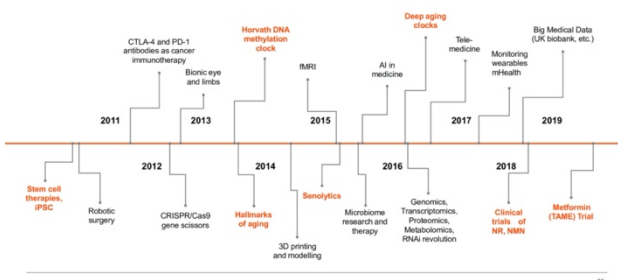 CTLA-4 and PD-1
antibodies as cancer
immunotherapy
Bionic eye
and limbs
Horvath DNA
methylation
clock
fMRI
AI in
medicine
Deep aging
clocks
Tele-
medicine
Monitoring
wearables
mHealth
Big Medical Data
(UK biobank, etc.)
2011
2013
2015
2017
2019
2012
2014
2016
2018
Stem cell
therapies,
iPSC
Robotic
surgery
CRISPR/Cas9
gene scissors
Hallmarks
of aging
3D printing
and modelling
Senolytics
Microbiome
research and
therapy
Genomics,
Transcriptomics,
Proteomics,
Metabolomics,
RNAi revolution
Clinical
trials of
NR, NMN
Metformin
(TAME) Trial